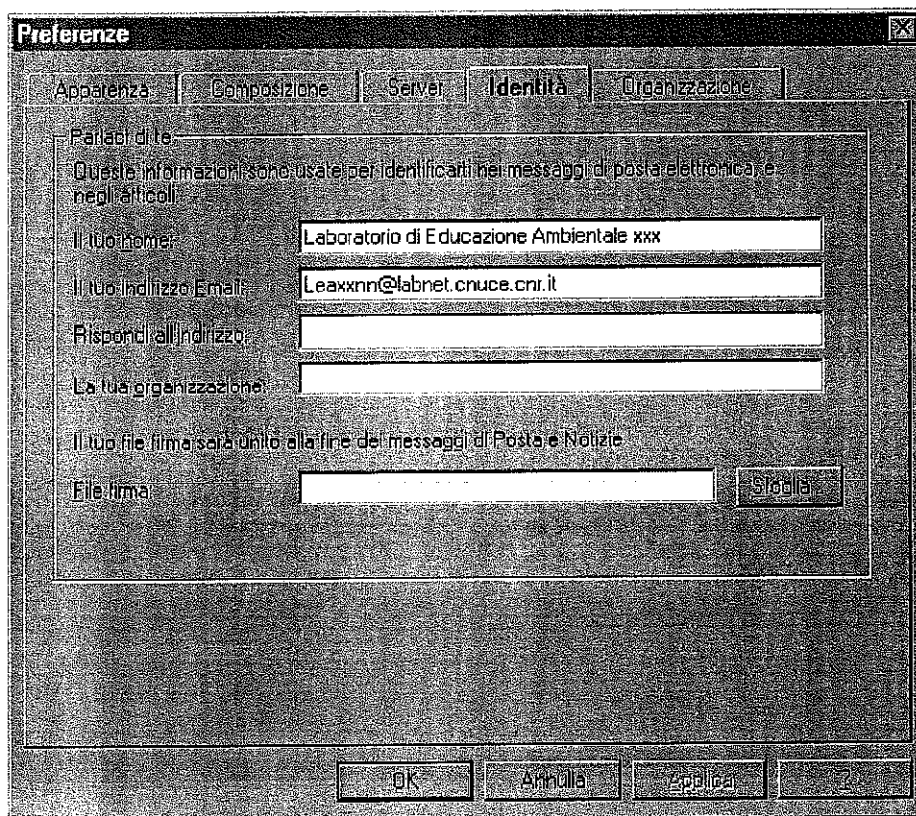 Preferenze
Apparenza Composizione Server Identità Organizzazione
Parlaci di te
Queste informazioni sono usate per identificarti nei messaggi di posta elettronica, e
negli articoli
Il tuo nome: Laboratorio di Educazione Ambientale xxx
Il tuo Indirizzo Email: Leaxxnn@labnet.cnuce.cnr.it
Rispondi all'indirizzo:
La tua organizzazione:
Il tuo file firma sarà unito alla fine dei messaggi di Posta e Notizie
File firma: Sfoglia...
OK Annulla Applica ?